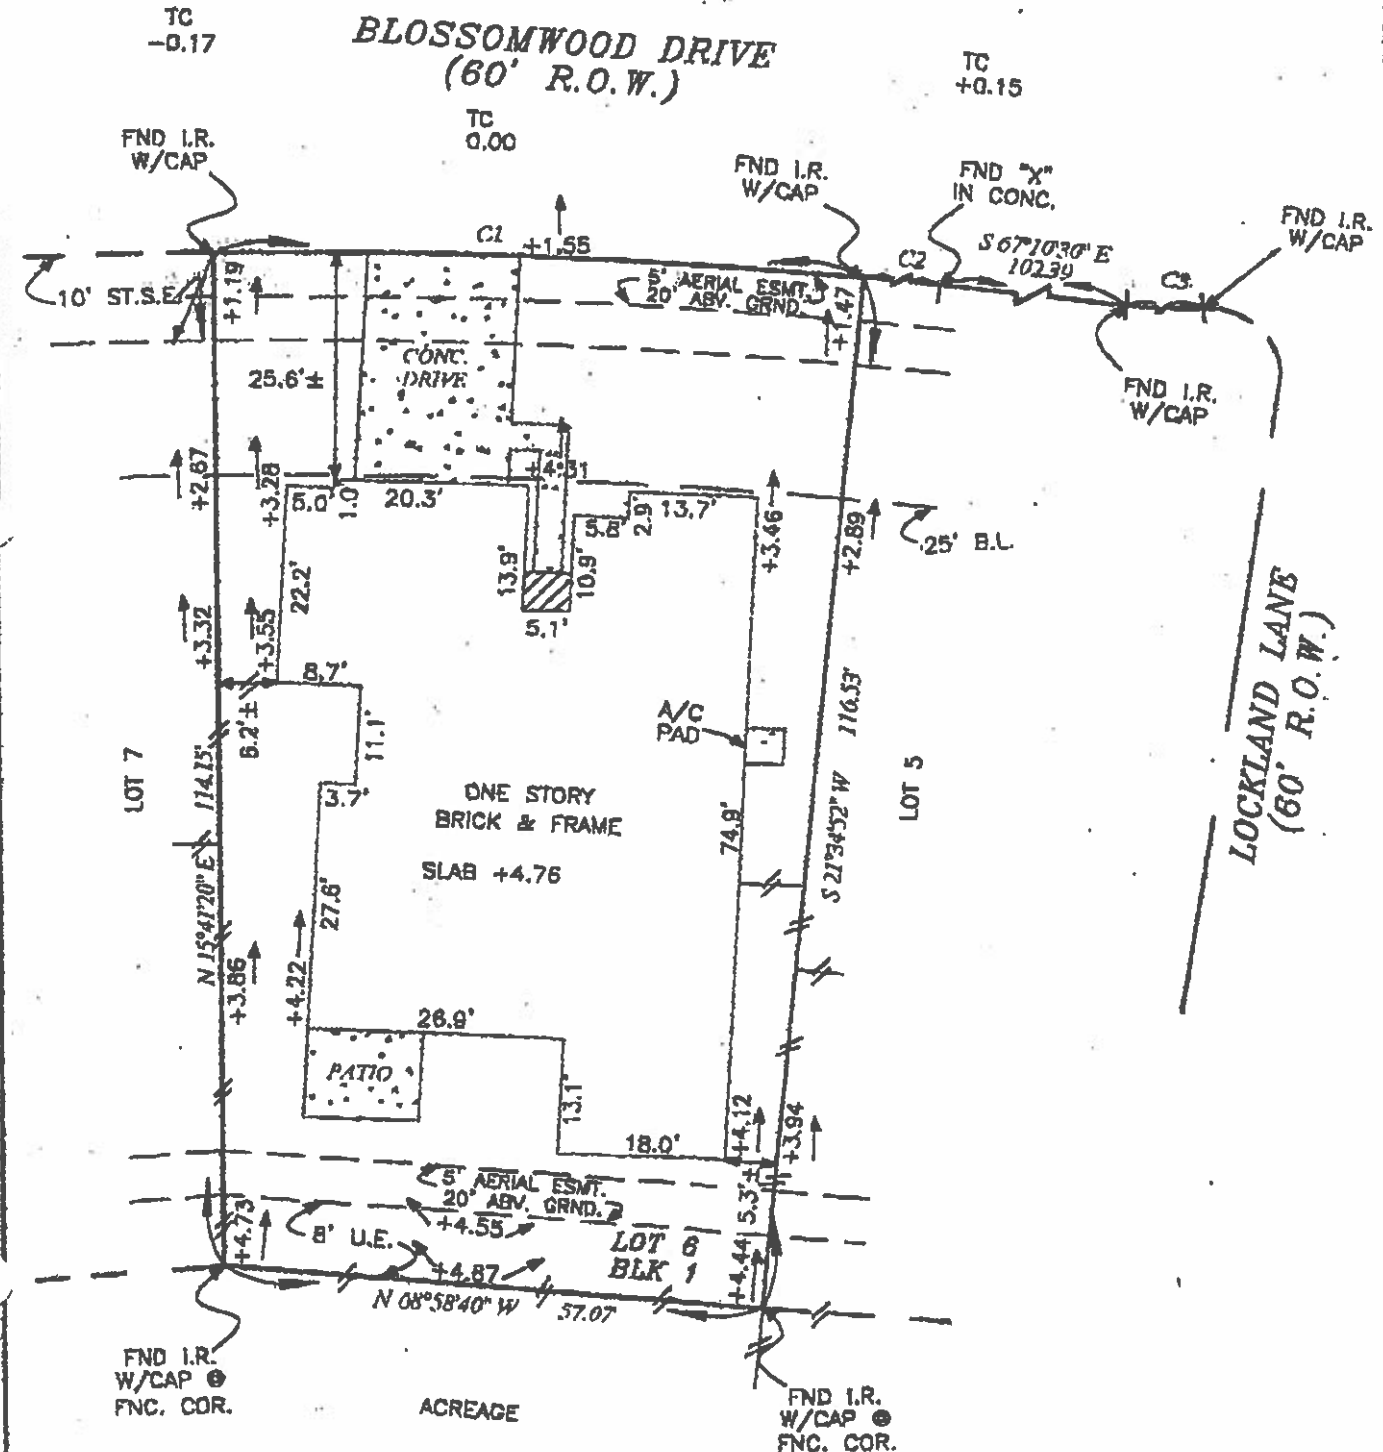 TC
-0.17
BLOSSOMWOOD DRIVE
(60' R.O.W.)
TC
+0.15
TC
0.00
FND I.R.
W/CAP
FND I.R.
W/CAP
FND "X"
IN CONC.
FND I.R.
W/CAP
C1
+1.55
C2
S 67°10'30" E
102.39
C3
10' ST.S.E.
+1.19
5' AERIAL ESMT.
20' ABV. GRND.
+1.47
CONC.
DRIVE
25.6'±
FND I.R.
W/CAP
+2.87
+3.28
+4.31
5.0'
1.0'
20.3'
5.8'
2.9'
13.7'
+3.46
+2.89
25' B.L.
22.2'
13.9'
10.9'
5.1'
+3.32
+3.55
8.7'
6.2'±
11.1'
A/C
PAD
LOCKLAND LANE
(60' R.O.W.)
LOT 7
N 15°41'20" E 114.15'
3.7'
ONE STORY
BRICK & FRAME
SLAB +4.76
74.9'
S 21°34'52" W 116.53'
LOT 5
27.6'
+3.86
+4.22
26.9'
PATIO
13.1'
18.0'
+4.12
+3.94
5' AERIAL ESMT.
20' ABV. GRND.
5.3'±
+4.73
8' U.E.
+4.55
LOT 6
BLK 1
+4.87
+4.44
N 08°58'40" W 57.07'
FND I.R.
W/CAP @
FNC. COR.
ACREAGE
FND I.R.
W/CAP @
FNC. COR.